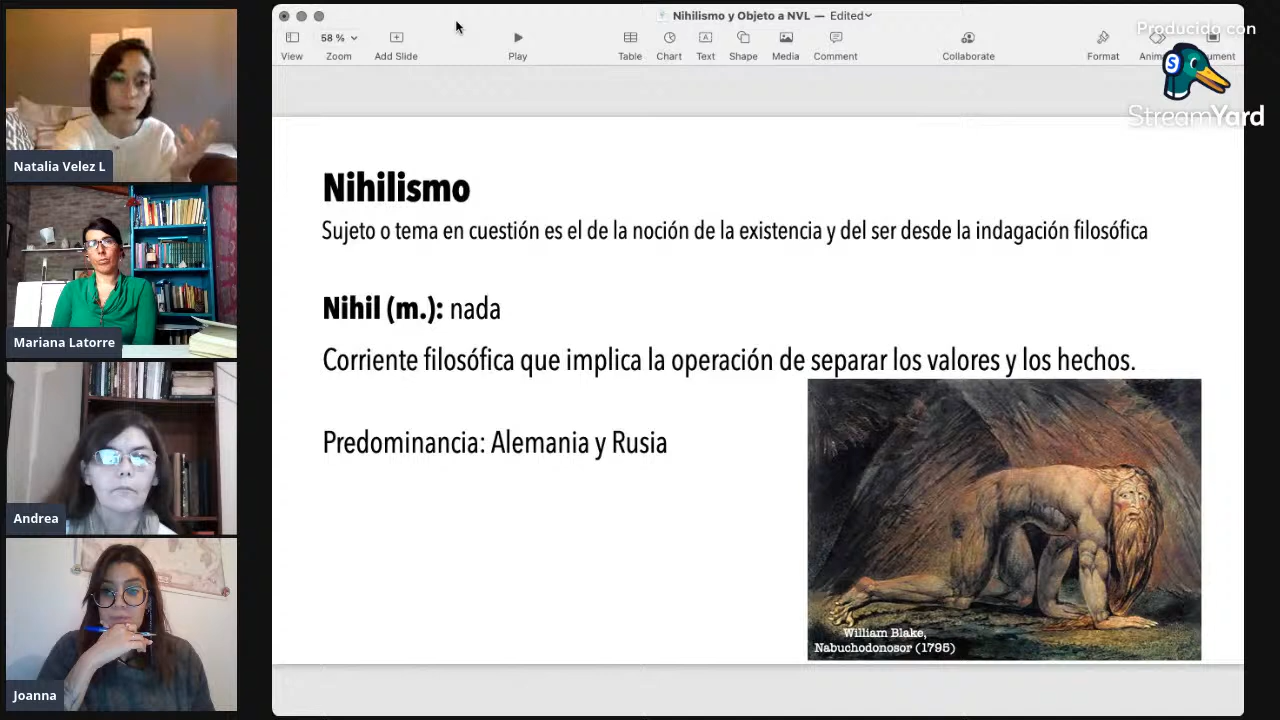 Nihilismo y Objeto a NVL — Edited
58 %
View
Zoom
Add Slide
Play
Table
Chart
Text
Shape
Media
Comment
Collaborate
Format
Producido con
StreamYard
Natalia Velez L
Mariana Latorre
Andrea
Joanna
Nihilismo
Sujeto o tema en cuestión es el de la noción de la existencia y del ser desde la indagación filosófica
Nihil (m.): nada
Corriente filosófica que implica la operación de separar los valores y los hechos.
Predominancia: Alemania y Rusia
William Blake,
Nabuchodonosor (1795)